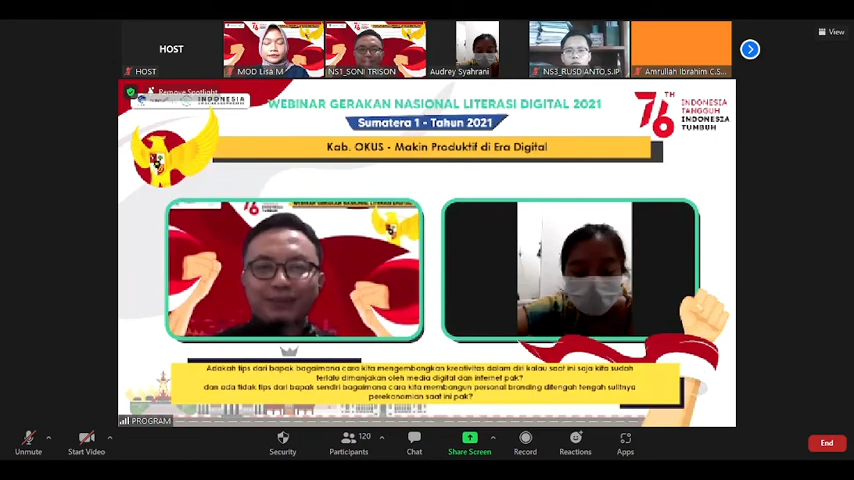 HOST
View
HOST
MOD Lisa M
NS1_SONI TRISON
Audrey Syahrani
NS3_RUSDIANTO,S.IP
Amrullah Ibrahim C.S...
Remove Spotlight
INDONESIA
WEBINAR GERAKAN NASIONAL LITERASI DIGITAL 2021
Sumatera 1 - Tahun 2021
Kab. OKUS - Makin Produktif di Era Digital
76 TH
INDONESIA
TANGGUH
INDONESIA
TUMBUH
Adakah tips dari bapak bagaimana cara kita mengembangkan kreativitas dalam diri kalau saat ini saja kita sudah
terlalu dimanjakan oleh media digital dan internet pak?
dan ada tidak tips dari bapak sendiri bagaimana cara kita membangun personal branding ditengah tengah sulitnya
perekonomian saat ini pak?
PROGRAM
Unmute
Start Video
Security
120
Participants
Chat
Share Screen
Record
Reactions
Apps
End